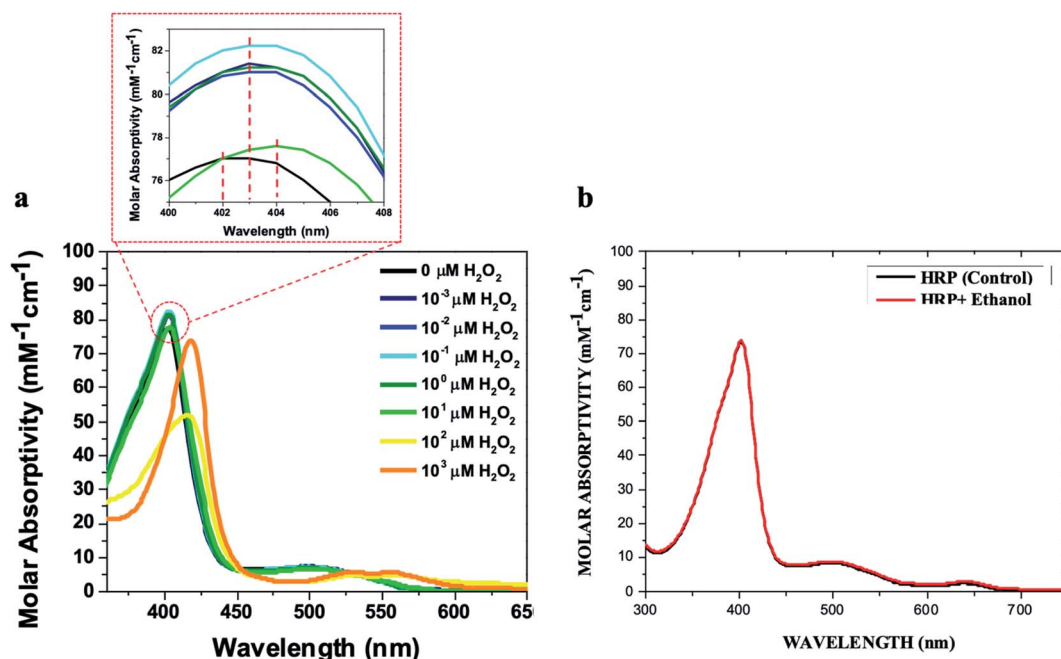 Molar Absorptivity (mM⁻¹cm⁻¹)
82
81
79
77
76
400 402 404 406 408
Wavelength (nm)
a
Molar Absorptivity (mM⁻¹cm⁻¹)
100
90
80
70
60
50
40
30
20
10
0
0 μM H₂O₂
10⁻³ μM H₂O₂
10⁻² μM H₂O₂
10⁻¹ μM H₂O₂
10⁰ μM H₂O₂
10¹ μM H₂O₂
10² μM H₂O₂
10³ μM H₂O₂
400 450 500 550 600 65
Wavelength (nm)
b
MOLAR ABSORPTIVITY (mM⁻¹cm⁻¹)
100
90
80
70
60
50
40
30
20
10
0
HRP (Control)
HRP+ Ethanol
300 400 500 600 700
WAVELENGTH (nm)